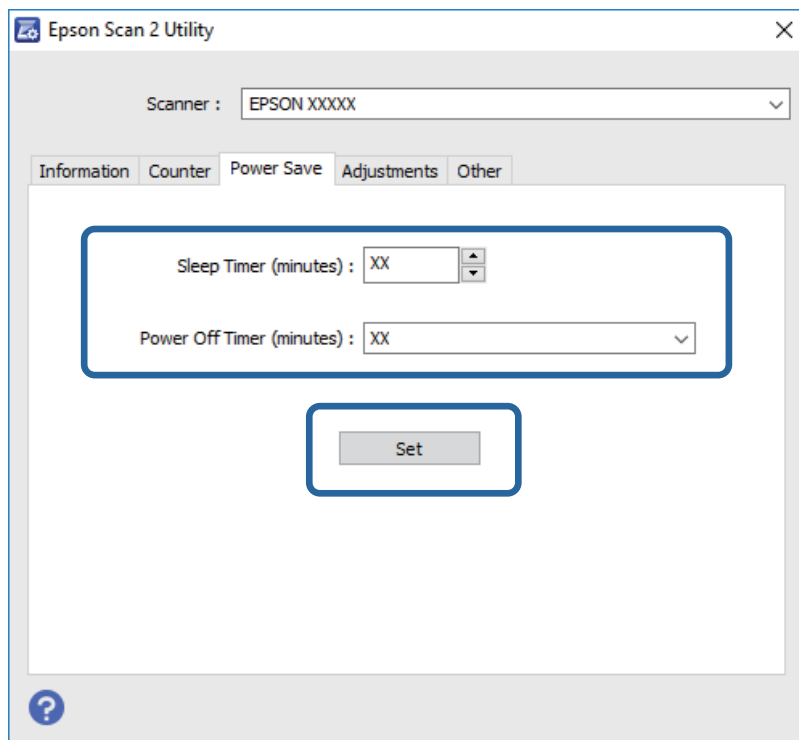 Epson Scan 2 Utility
Scanner : EPSON XXXXX
Information Counter Power Save Adjustments Other
Sleep Timer (minutes) : XX
Power Off Timer (minutes) : XX
Set
?